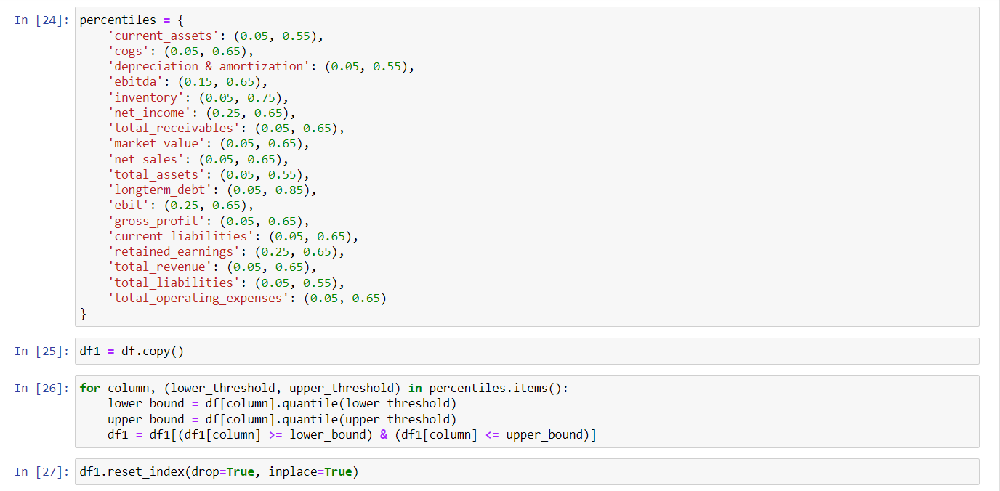 In [24]: percentiles = {
    'current_assets': (0.05, 0.55),
    'cogs': (0.05, 0.65),
    'depreciation_&_amortization': (0.05, 0.55),
    'ebitda': (0.15, 0.65),
    'inventory': (0.05, 0.75),
    'net_income': (0.25, 0.65),
    'total_receivables': (0.05, 0.65),
    'market_value': (0.05, 0.65),
    'net_sales': (0.05, 0.65),
    'total_assets': (0.05, 0.55),
    'longterm_debt': (0.05, 0.85),
    'ebit': (0.25, 0.65),
    'gross_profit': (0.05, 0.65),
    'current_liabilities': (0.05, 0.65),
    'retained_earnings': (0.25, 0.65),
    'total_revenue': (0.05, 0.65),
    'total_liabilities': (0.05, 0.55),
    'total_operating_expenses': (0.05, 0.65)
}
In [25]: df1 = df.copy()
In [26]: for column, (lower_threshold, upper_threshold) in percentiles.items():
    lower_bound = df[column].quantile(lower_threshold)
    upper_bound = df[column].quantile(upper_threshold)
    df1 = df1[(df1[column] >= lower_bound) & (df1[column] <= upper_bound)]
In [27]: df1.reset_index(drop=True, inplace=True)